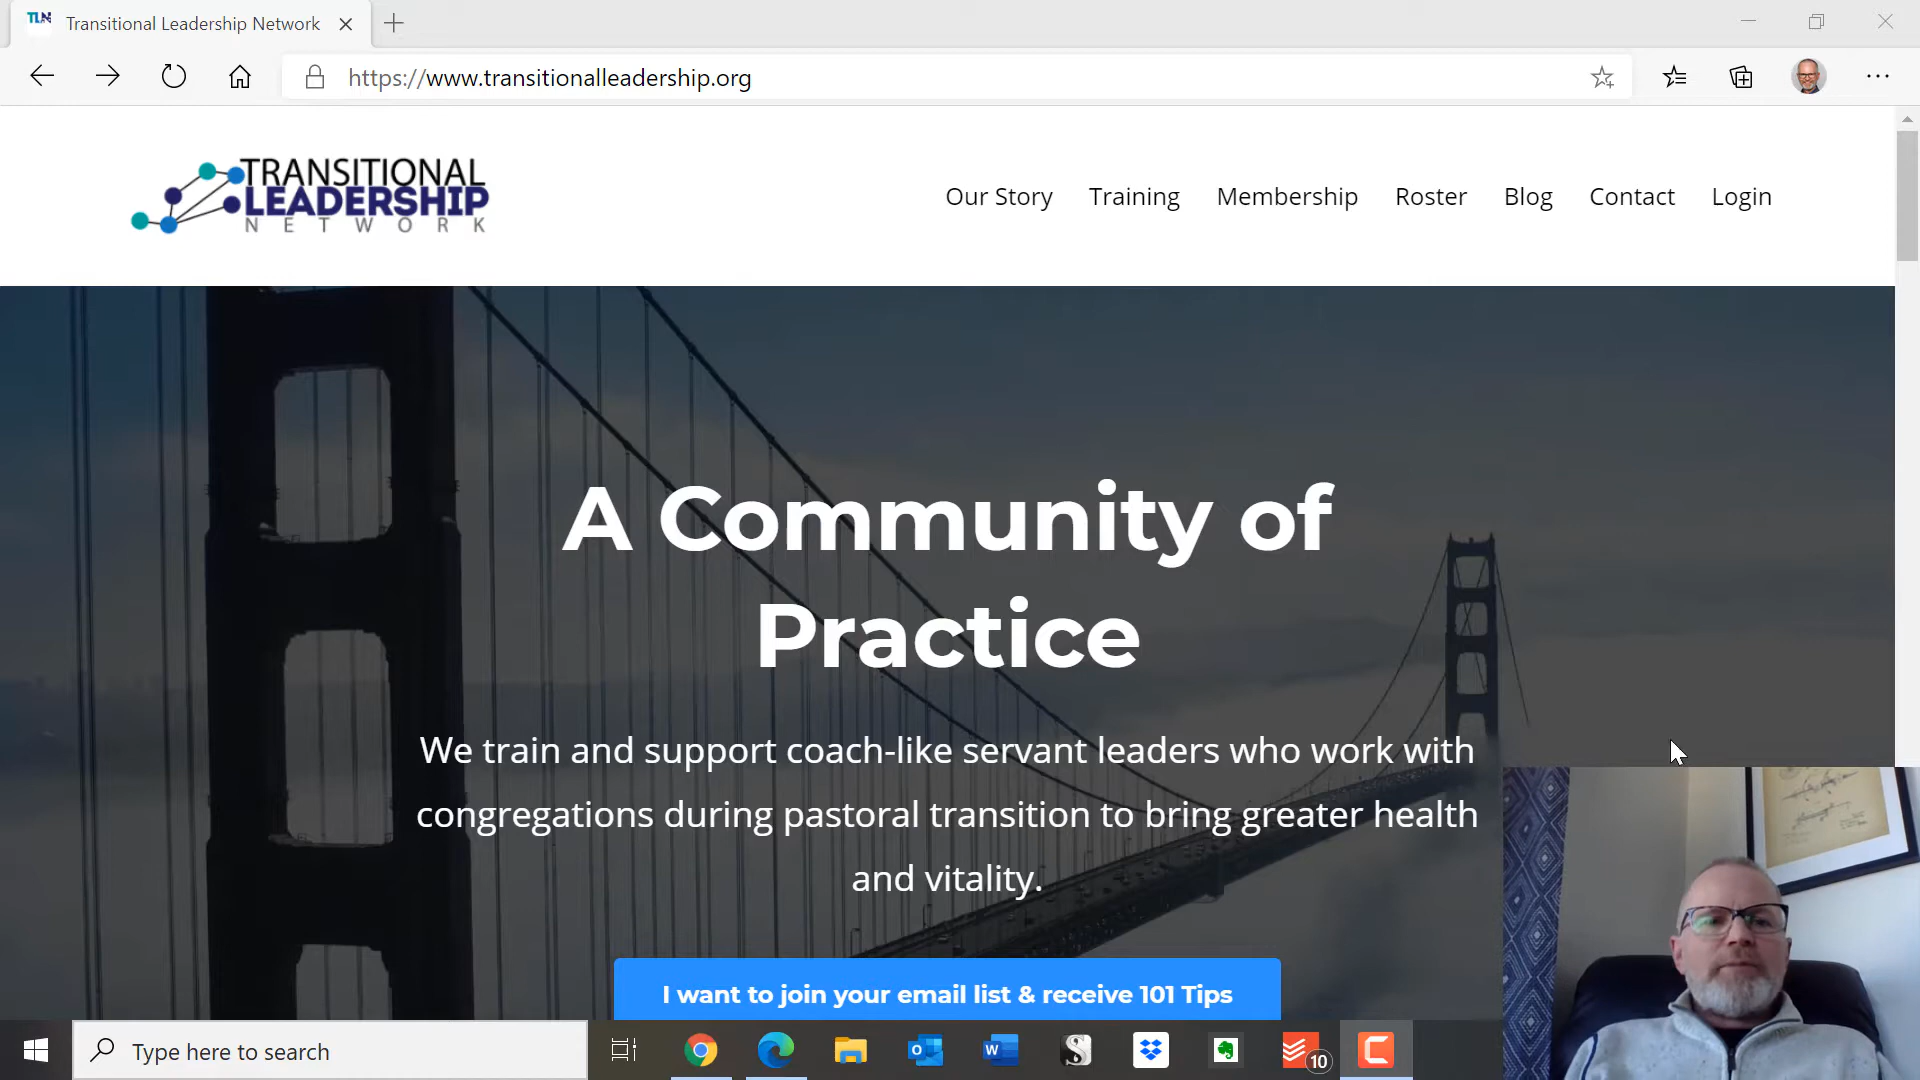 TLN Transitional Leadership Network
https://www.transitionalleadership.org
TRANSITIONAL
LEADERSHIP
NETWORK
Our Story Training Membership Roster Blog Contact Login
A Community of
Practice
We train and support coach-like servant leaders who work with
congregations during pastoral transition to bring greater health
and vitality.
I want to join your email list & receive 101 Tips
Type here to search
10